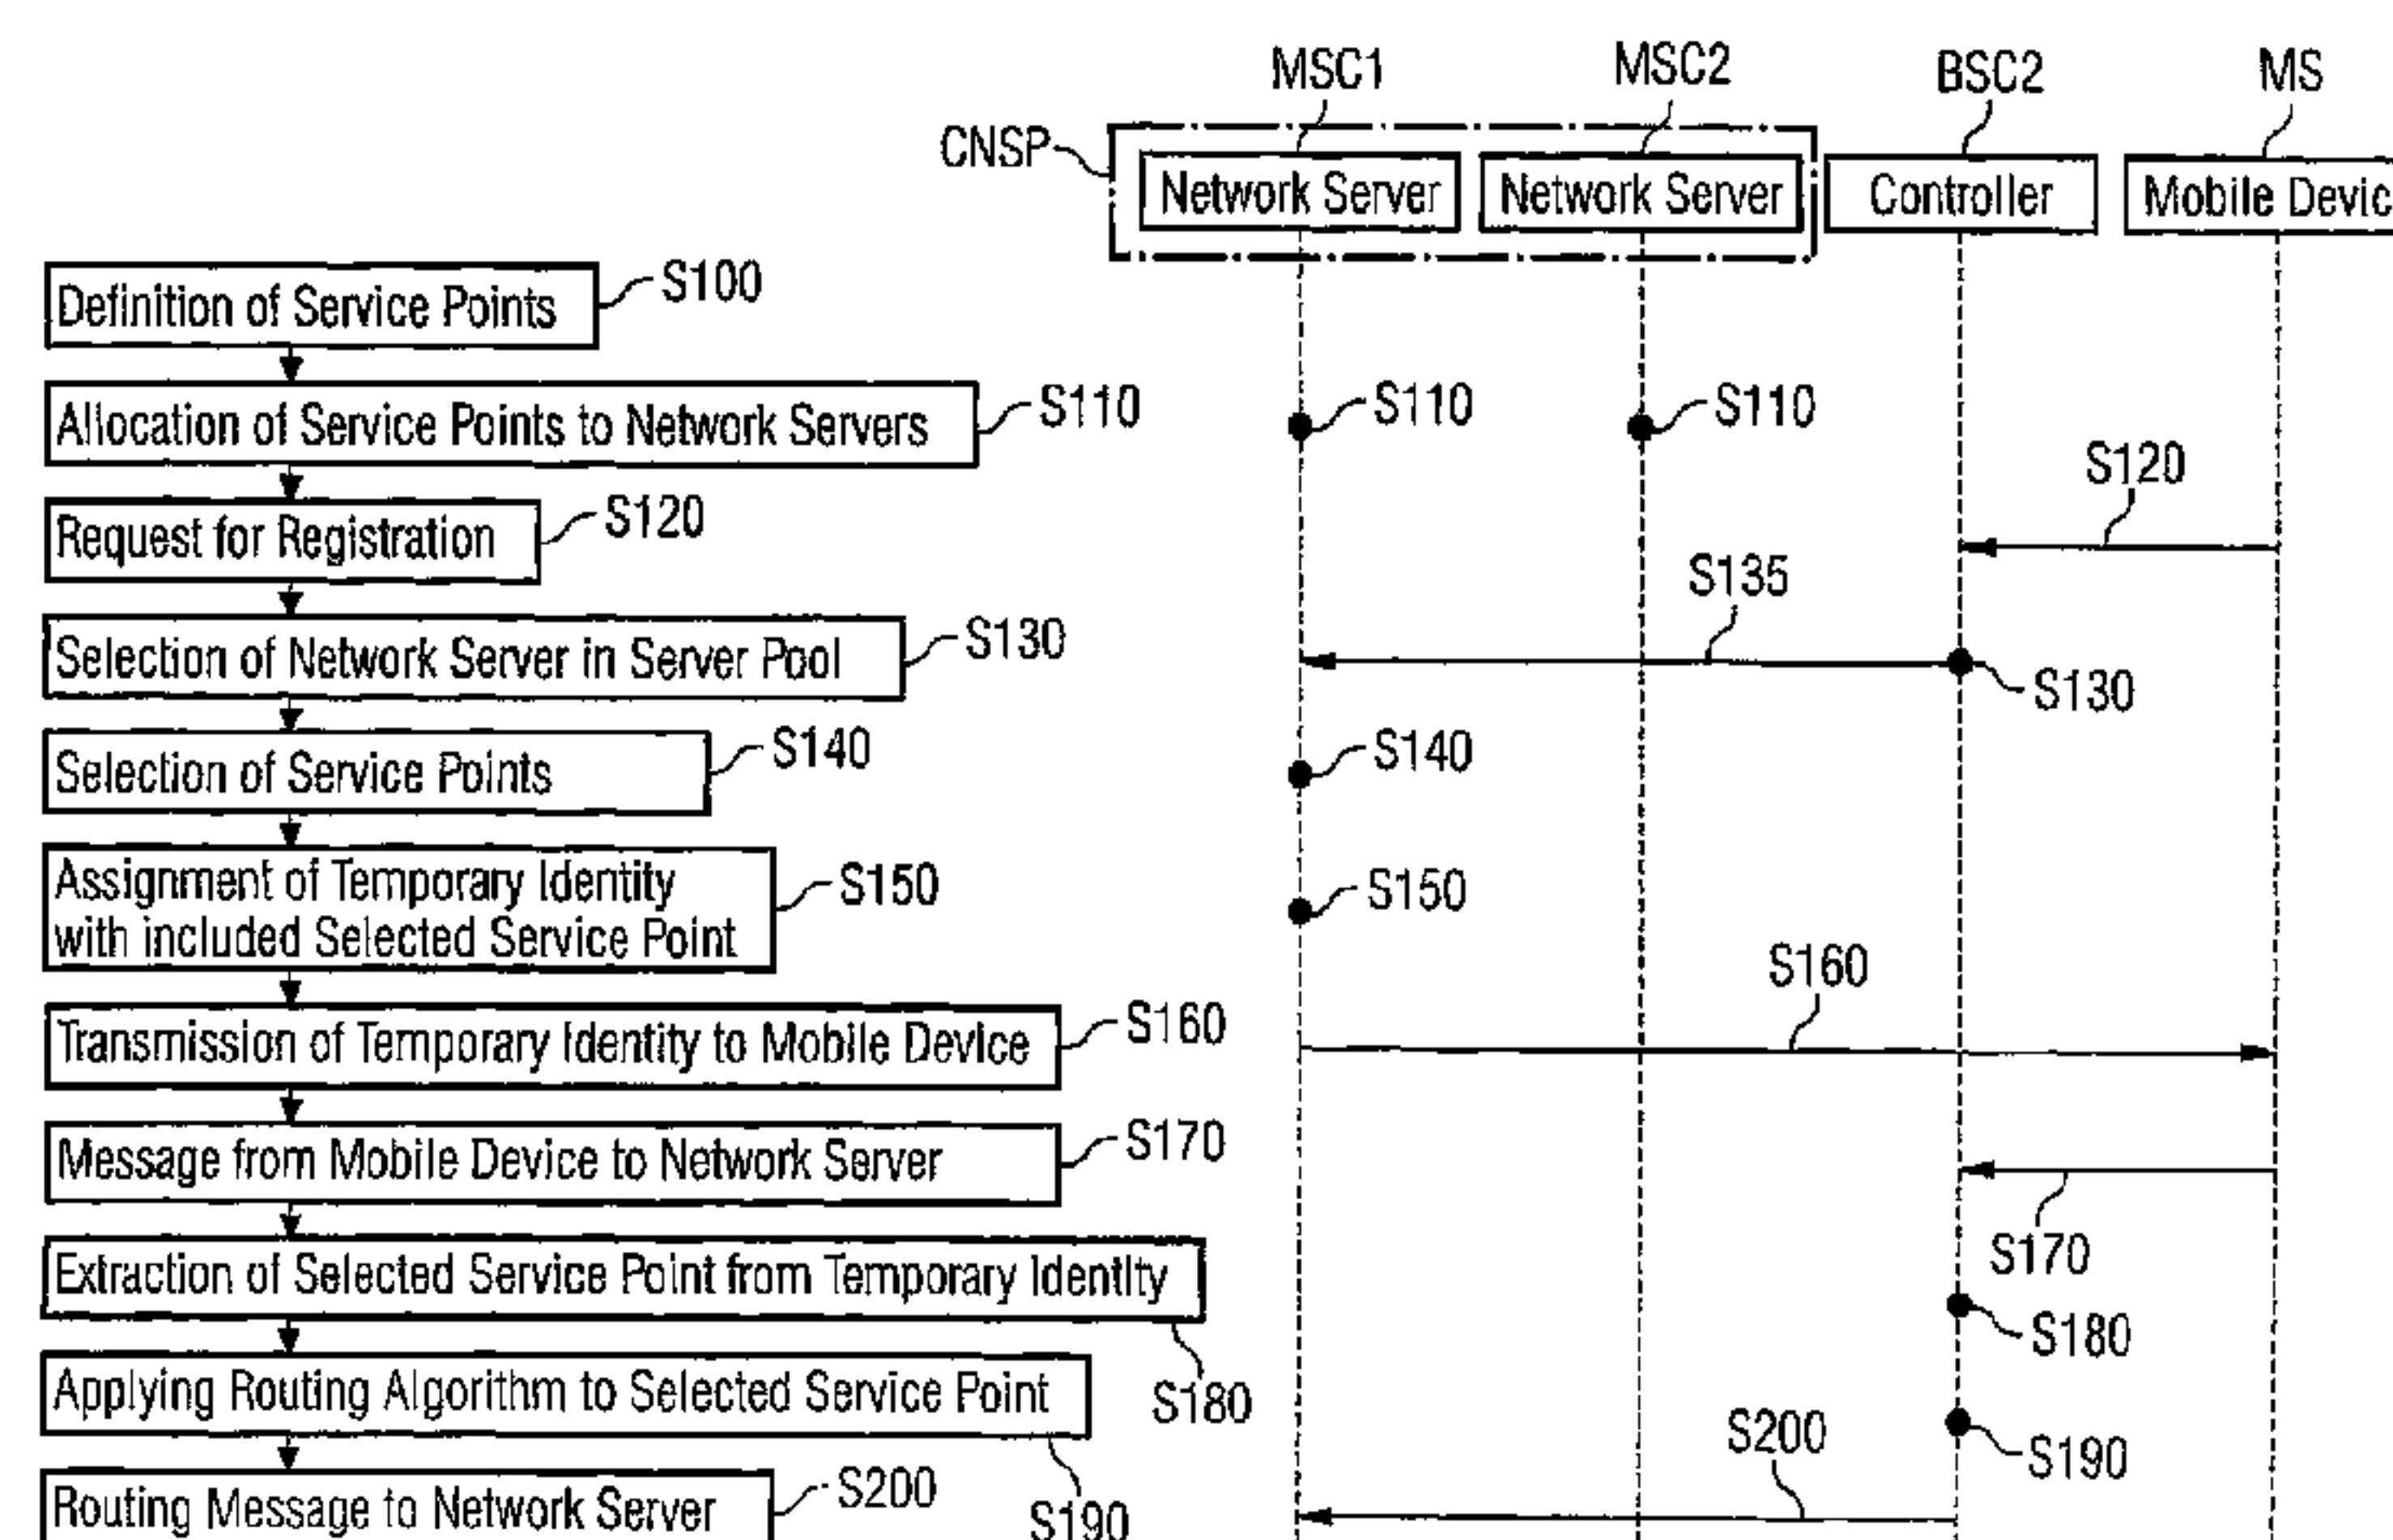 MSC1
MSC2
BSC2
MS
CNSP
Network Server
Network Server
Controller
Mobile Devic
Definition of Service Points
S100
Allocation of Service Points to Network Servers
S110
S110
S110
Request for Registration
S120
S120
S135
Selection of Network Server in Server Pool
S130
S130
Selection of Service Points
S140
S140
Assignment of Temporary Identity
with included Selected Service Point
S150
S150
S160
Transmission of Temporary Identity to Mobile Device
S160
Message from Mobile Device to Network Server
S170
S170
Extraction of Selected Service Point from Temporary Identity
S180
S180
Applying Routing Algorithm to Selected Service Point
S190
S190
S200
Routing Message to Network Server
S200